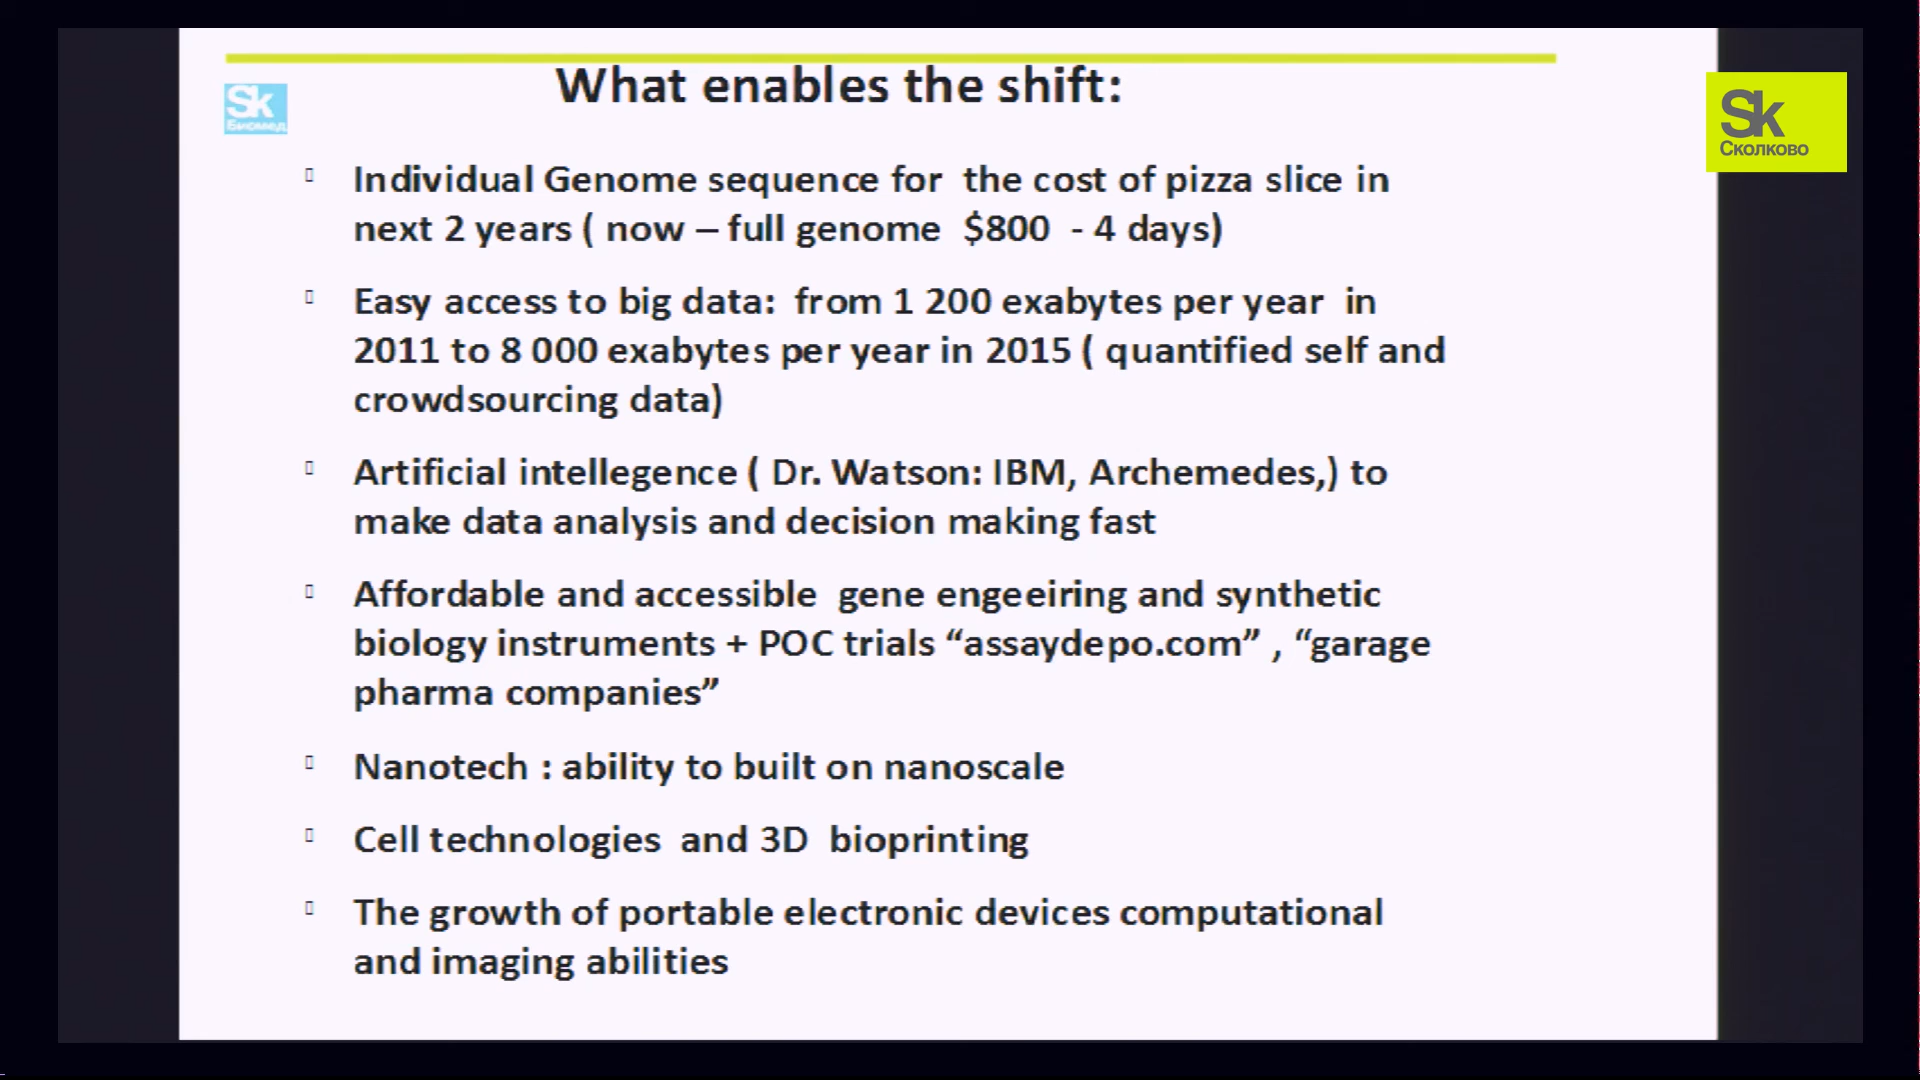 What enables the shift:
Sk
Биомед
Sk
Сколково
Individual Genome sequence for the cost of pizza slice in
next 2 years ( now – full genome $800 - 4 days)
Easy access to big data: from 1 200 exabytes per year in
2011 to 8 000 exabytes per year in 2015 ( quantified self and
crowdsourcing data)
Artificial intellegence ( Dr. Watson: IBM, Archemedes,) to
make data analysis and decision making fast
Affordable and accessible gene engeeiring and synthetic
biology instruments + POC trials “assaydepo.com” , “garage
pharma companies”
Nanotech : ability to built on nanoscale
Cell technologies and 3D bioprinting
The growth of portable electronic devices computational
and imaging abilities